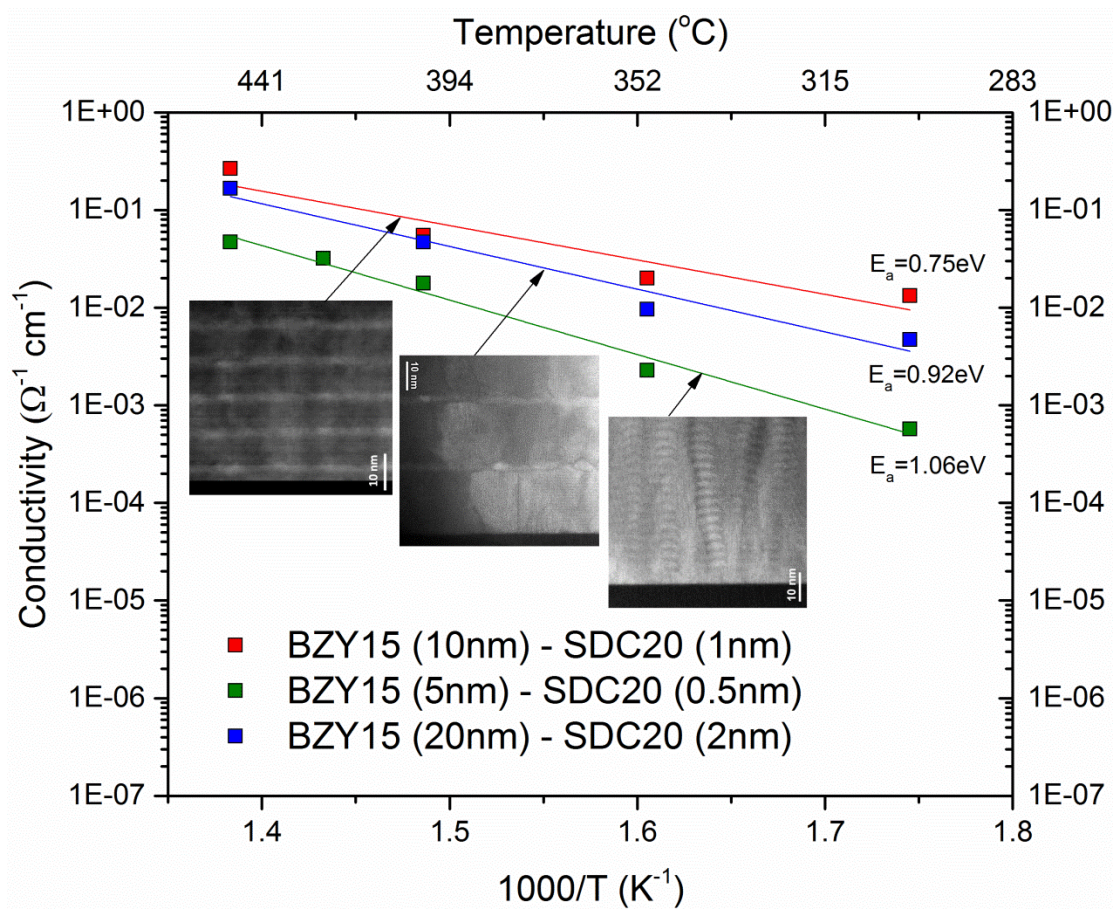 Temperature (°C)
441 394 352 315 283
1E+00 1E+00
1E-01 1E-01
1E-02 1E-02
1E-03 1E-03
1E-04 1E-04
1E-05 1E-05
1E-06 1E-06
1E-07 1E-07
Conductivity (Ω⁻¹ cm⁻¹)
Eₐ=0.75eV
Eₐ=0.92eV
Eₐ=1.06eV
10 nm
10 nm
10 nm
BZY15 (10nm) - SDC20 (1nm)
BZY15 (5nm) - SDC20 (0.5nm)
BZY15 (20nm) - SDC20 (2nm)
1.4 1.5 1.6 1.7 1.8
1000/T (K⁻¹)